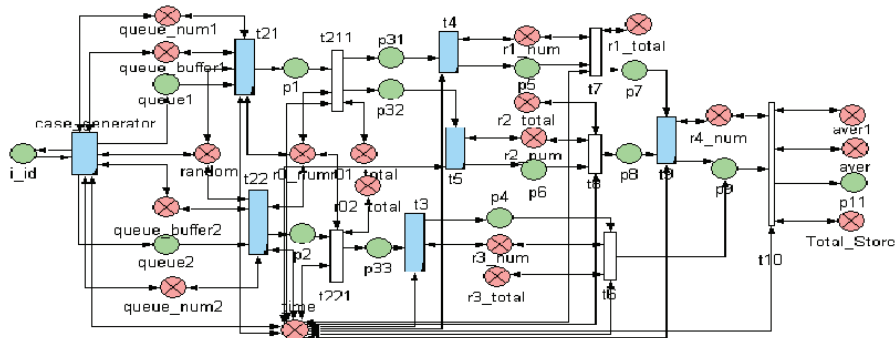 queue_num1
t21
t211
p31
t4
r1_num
r1_total
queue_buffer1
p1
p5
t7
p7
queue1
p32
r2_total
case_generator
random
r0_num
r01_total
r2_num
t5
p6
t8
p8
t9
r4_num
p9
aver1
aver
i_id
t22
r02_total
t3
p4
p11
queue_buffer2
p2
p33
r3_num
Total_Store
queue2
t221
r3_total
t6
t10
queue_num2
time